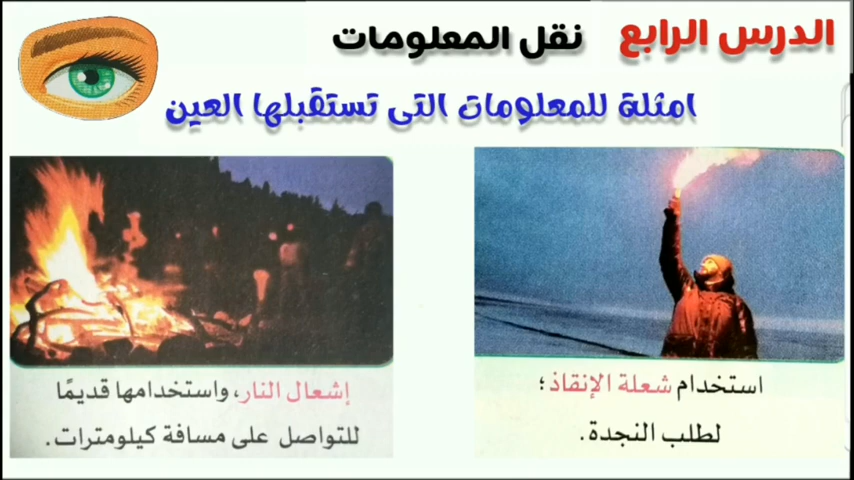 الدرس الرابع نقل المعلومات
امثلة للمعلومات التى تستقبلها العين
استخدام شعلة الإنقاذ؛
لطلب النجدة.
إشعال النار، واستخدامها قديمًا
للتواصل على مسافة كيلومترات.